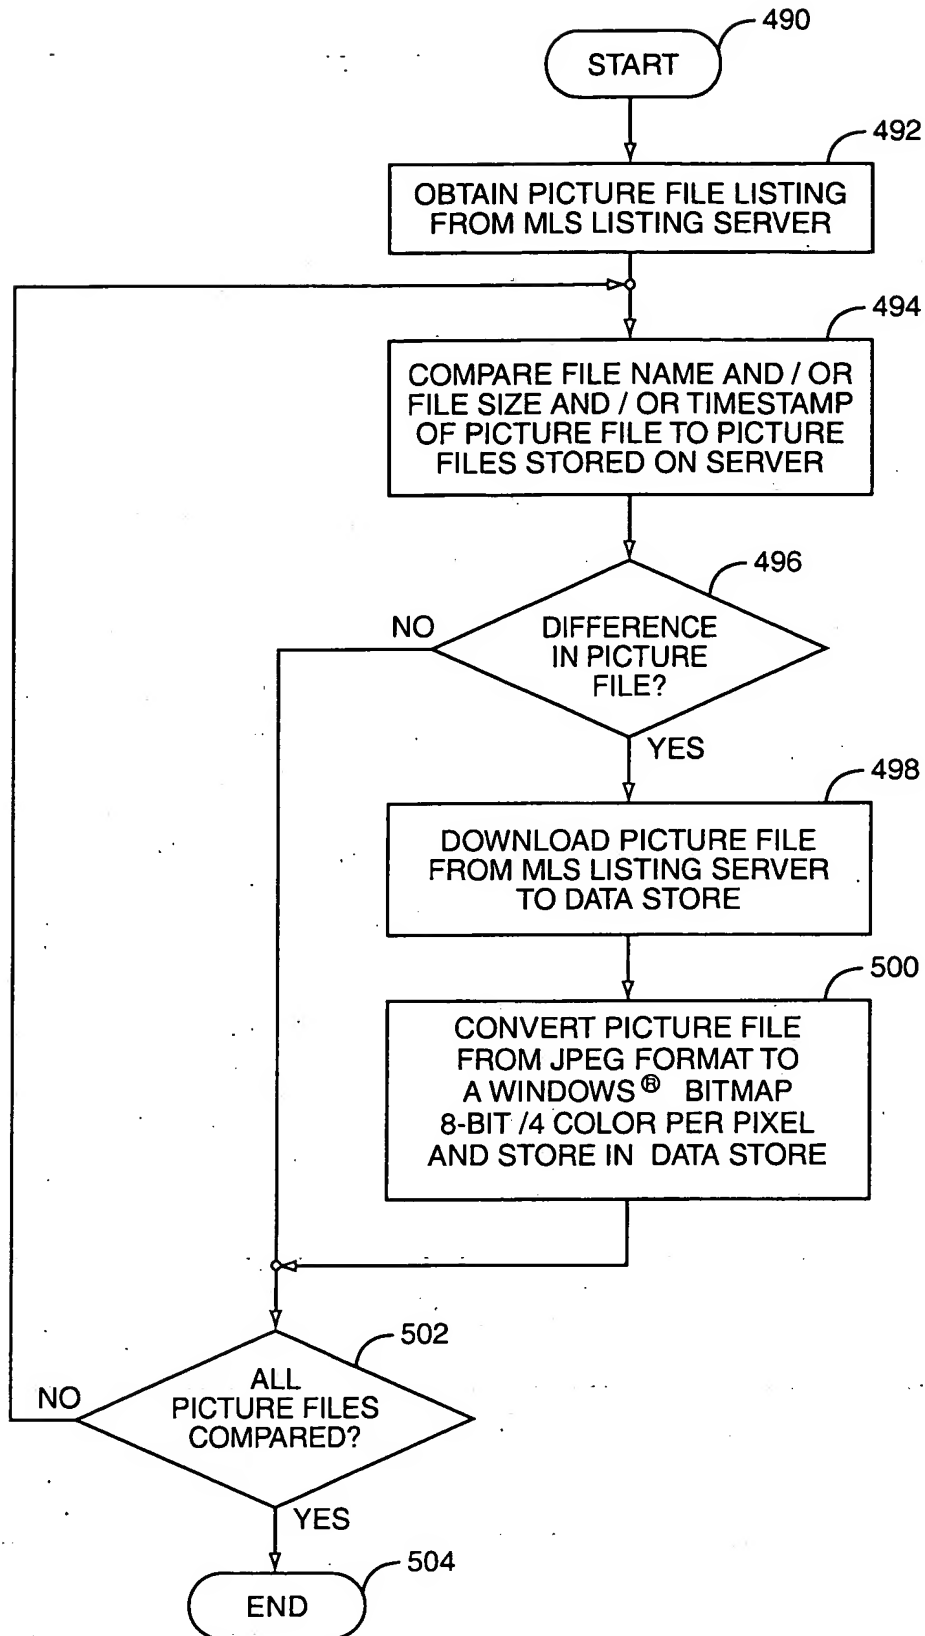 490
START
492
OBTAIN PICTURE FILE LISTING
FROM MLS LISTING SERVER
494
COMPARE FILE NAME AND / OR
FILE SIZE AND / OR TIMESTAMP
OF PICTURE FILE TO PICTURE
FILES STORED ON SERVER
496
NO
DIFFERENCE
IN PICTURE
FILE?
YES
498
DOWNLOAD PICTURE FILE
FROM MLS LISTING SERVER
TO DATA STORE
500
CONVERT PICTURE FILE
FROM JPEG FORMAT TO
A WINDOWS® BITMAP
8-BIT /4 COLOR PER PIXEL
AND STORE IN DATA STORE
502
NO
ALL
PICTURE FILES
COMPARED?
YES
504
END